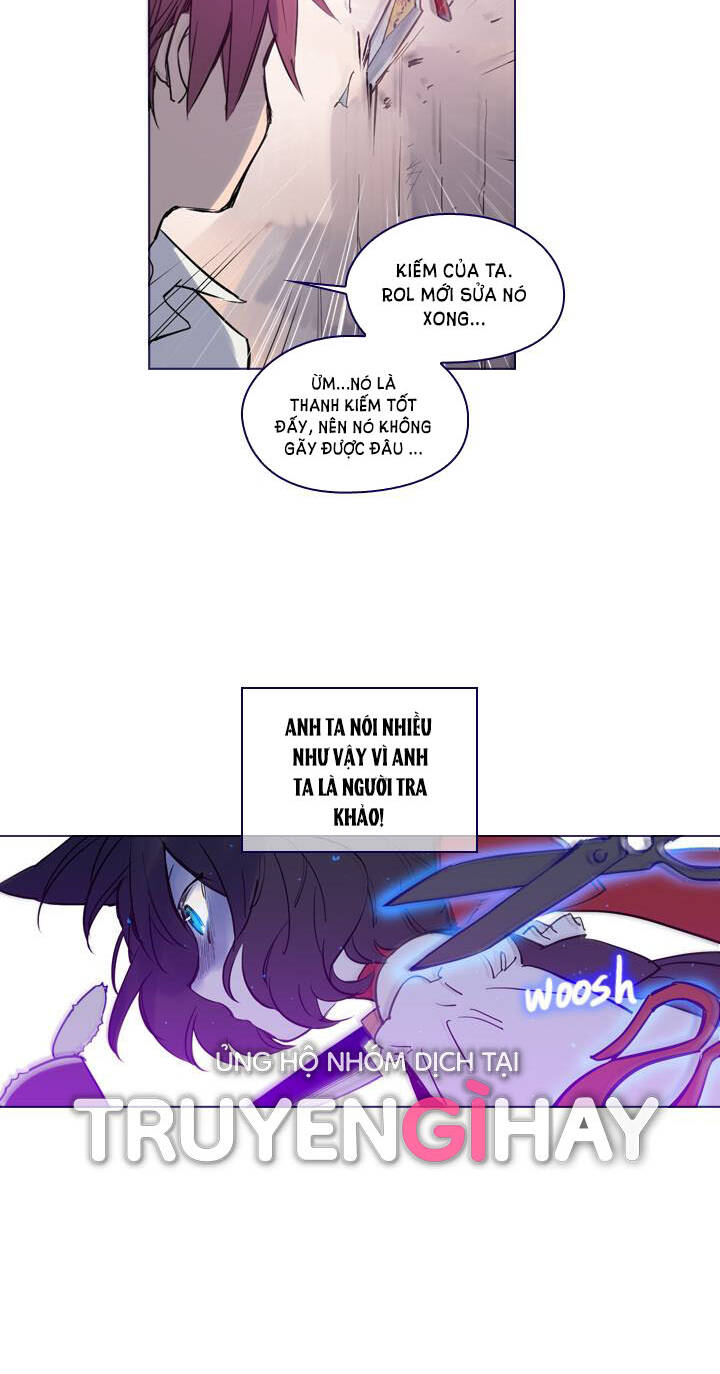 KIẾM CỦA TA.
ROL MỚI SỬA NÓ
XONG...
ỪM...NÓ LÀ
THANH KIẾM TỐT
ĐẤY, NÊN NÓ KHÔNG
GÃY ĐƯỢC ĐÂU ...
ANH TA NÓI NHIỀU
NHƯ VẬY VÌ ANH
TA LÀ NGƯỜI TRA
KHẢO!
WOOSH
ỦNG HỘ NHÓM DỊCH TẠI
TRUYENGÌHAY